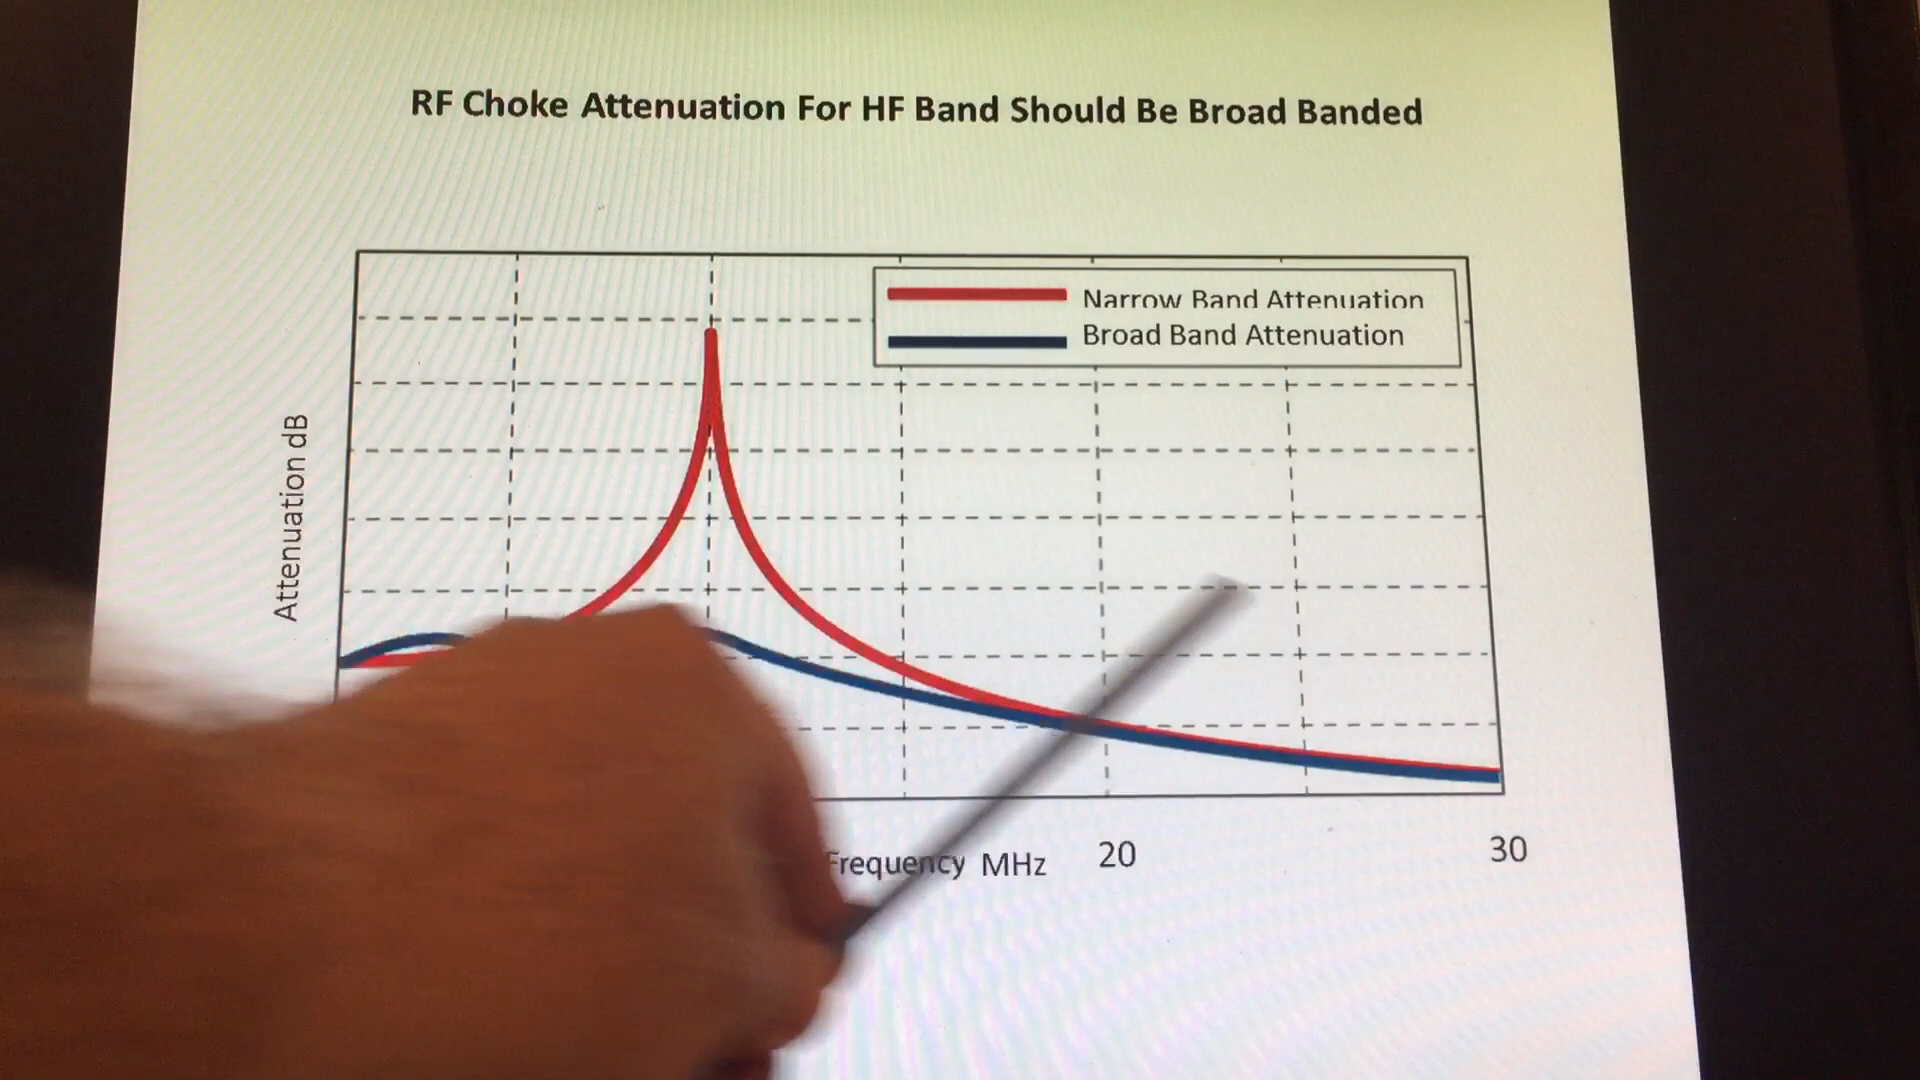 RF Choke Attenuation For HF Band Should Be Broad Banded
Narrow Band Attenuation
Broad Band Attenuation
Attenuation dB
20
30
Frequency MHz